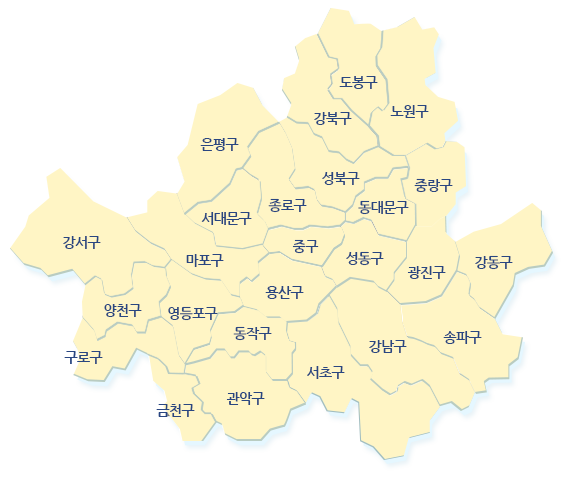 도봉구
노원구
강북구
은평구
성북구
중랑구
종로구
동대문구
서대문구
강서구
중구
마포구
성동구
강동구
광진구
용산구
양천구
영등포구
동작구
송파구
강남구
구로구
서초구
관악구
금천구